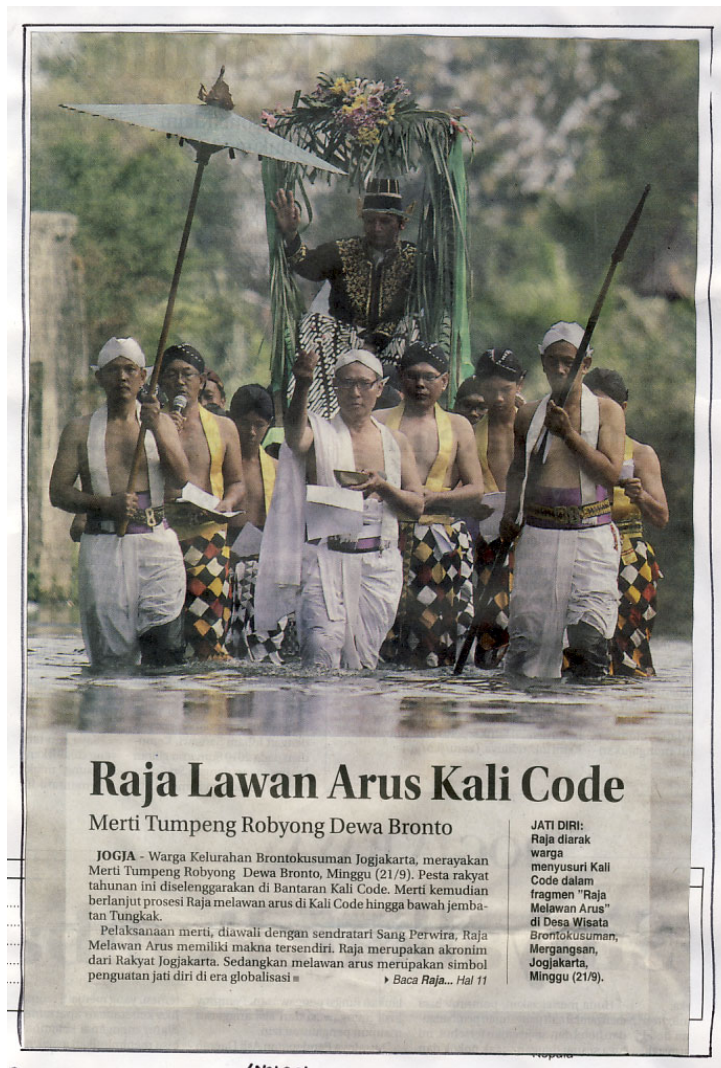 Raja Lawan Arus Kali Code
Merti Tumpeng Robyong Dewa Bronto
JOGJA - Warga Kelurahan Brontokusuman Jogjakarta, merayakan
Merti Tumpeng Robyong Dewa Bronto, Minggu (21/9). Pesta rakyat
tahunan ini diselenggarakan di Bantaran Kali Code. Merti kemudian
berlanjut prosesi Raja melawan arus di Kali Code hingga bawah jemba-
tan Tungkak.
Pelaksanaan merti, diawali dengan sendratari Sang Perwira, Raja
Melawan Arus memiliki makna tersendiri. Raja merupakan akronim
dari Rakyat Jogjakarta. Sedangkan melawan arus merupakan simbol
penguatan jati diri di era globalisasi
Baca Raja... Hal 11
JATI DIRI:
Raja diarak
warga
menyusuri Kali
Code dalam
fragmen "Raja
Melawan Arus"
di Desa Wisata
Brontokusuman,
Mergangsan,
Jogjakarta,
Minggu (21/9).